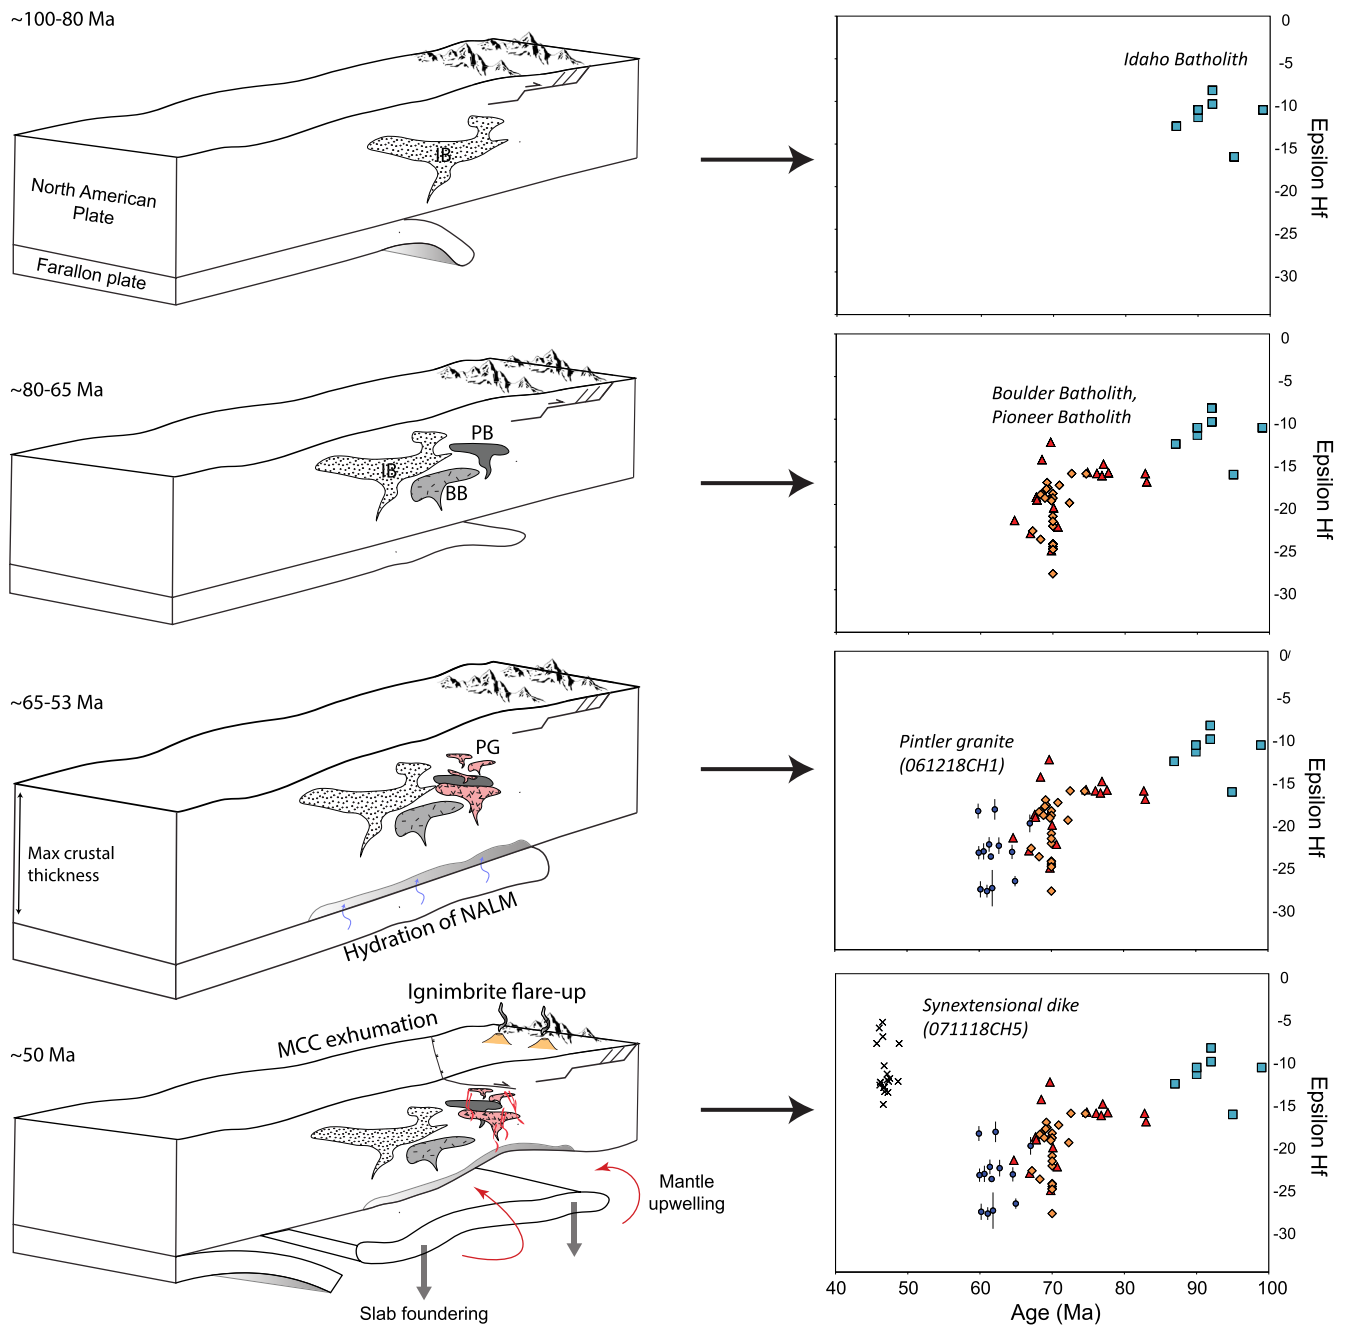 ~100-80 Ma
IB
North American
Plate
Farallon plate
Idaho Batholith
0
-5
-10
-15
-20
-25
-30
Epsilon Hf
~80-65 Ma
PB
IB
BB
Boulder Batholith,
Pioneer Batholith
0
-5
-10
-15
-20
-25
-30
Epsilon Hf
~65-53 Ma
PG
Max crustal
thickness
Hydration of NALM
Pintler granite
(061218CH1)
0
-5
-10
-15
-20
-25
-30
Epsilon Hf
~50 Ma
Ignimbrite flare-up
MCC exhumation
Mantle
upwelling
Slab foundering
Synextensional dike
(071118CH5)
0
-5
-10
-15
-20
-25
-30
Epsilon Hf
40 50 60 70 80 90 100
Age (Ma)